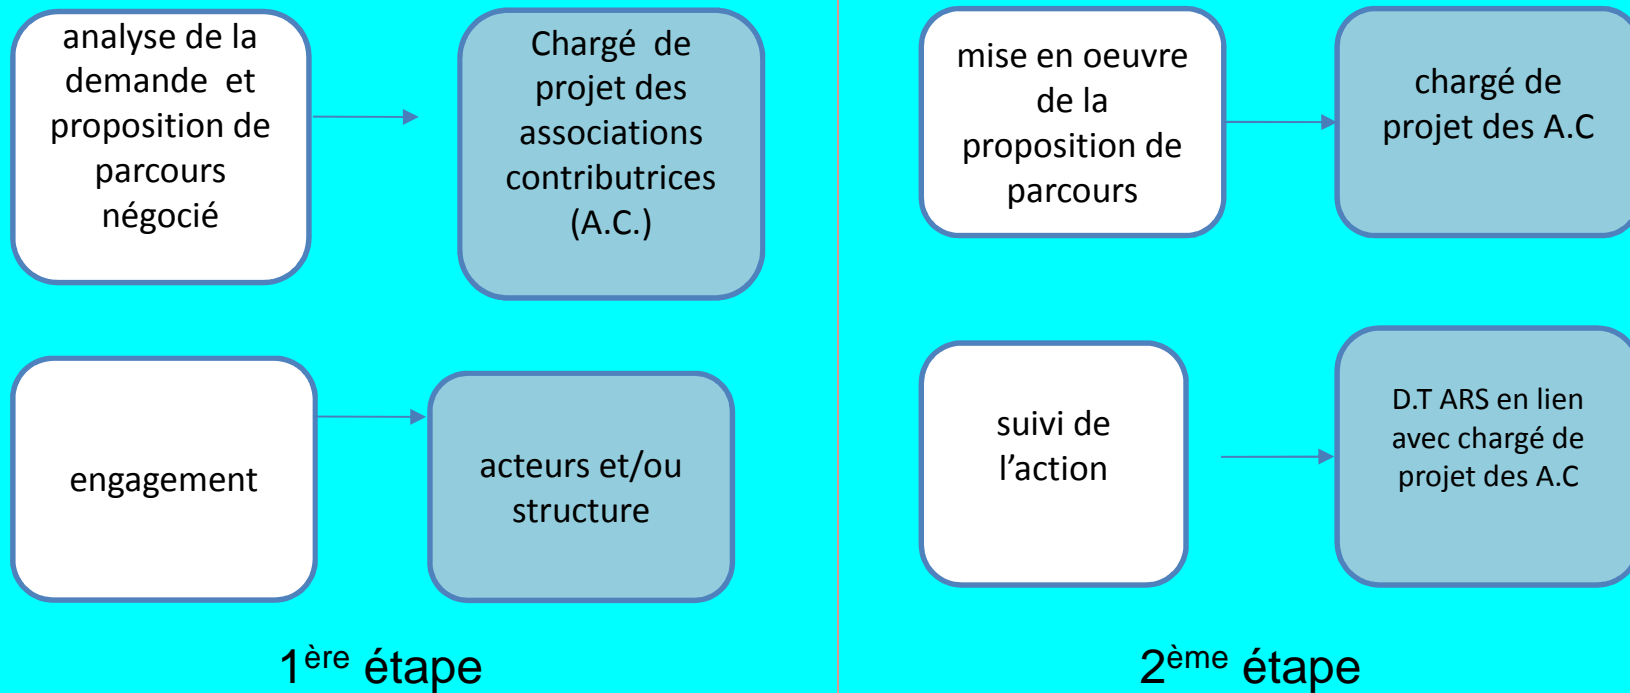 analyse de la
demande et
proposition de
parcours
négocié
Chargé de
projet des
associations
contributrices
(A.C.)
engagement
acteurs et/ou
structure
1ère étape
mise en oeuvre
de la
proposition de
parcours
chargé de
projet des A.C
suivi de
l’action
D.T ARS en lien
avec chargé de
projet des A.C
2ème étape